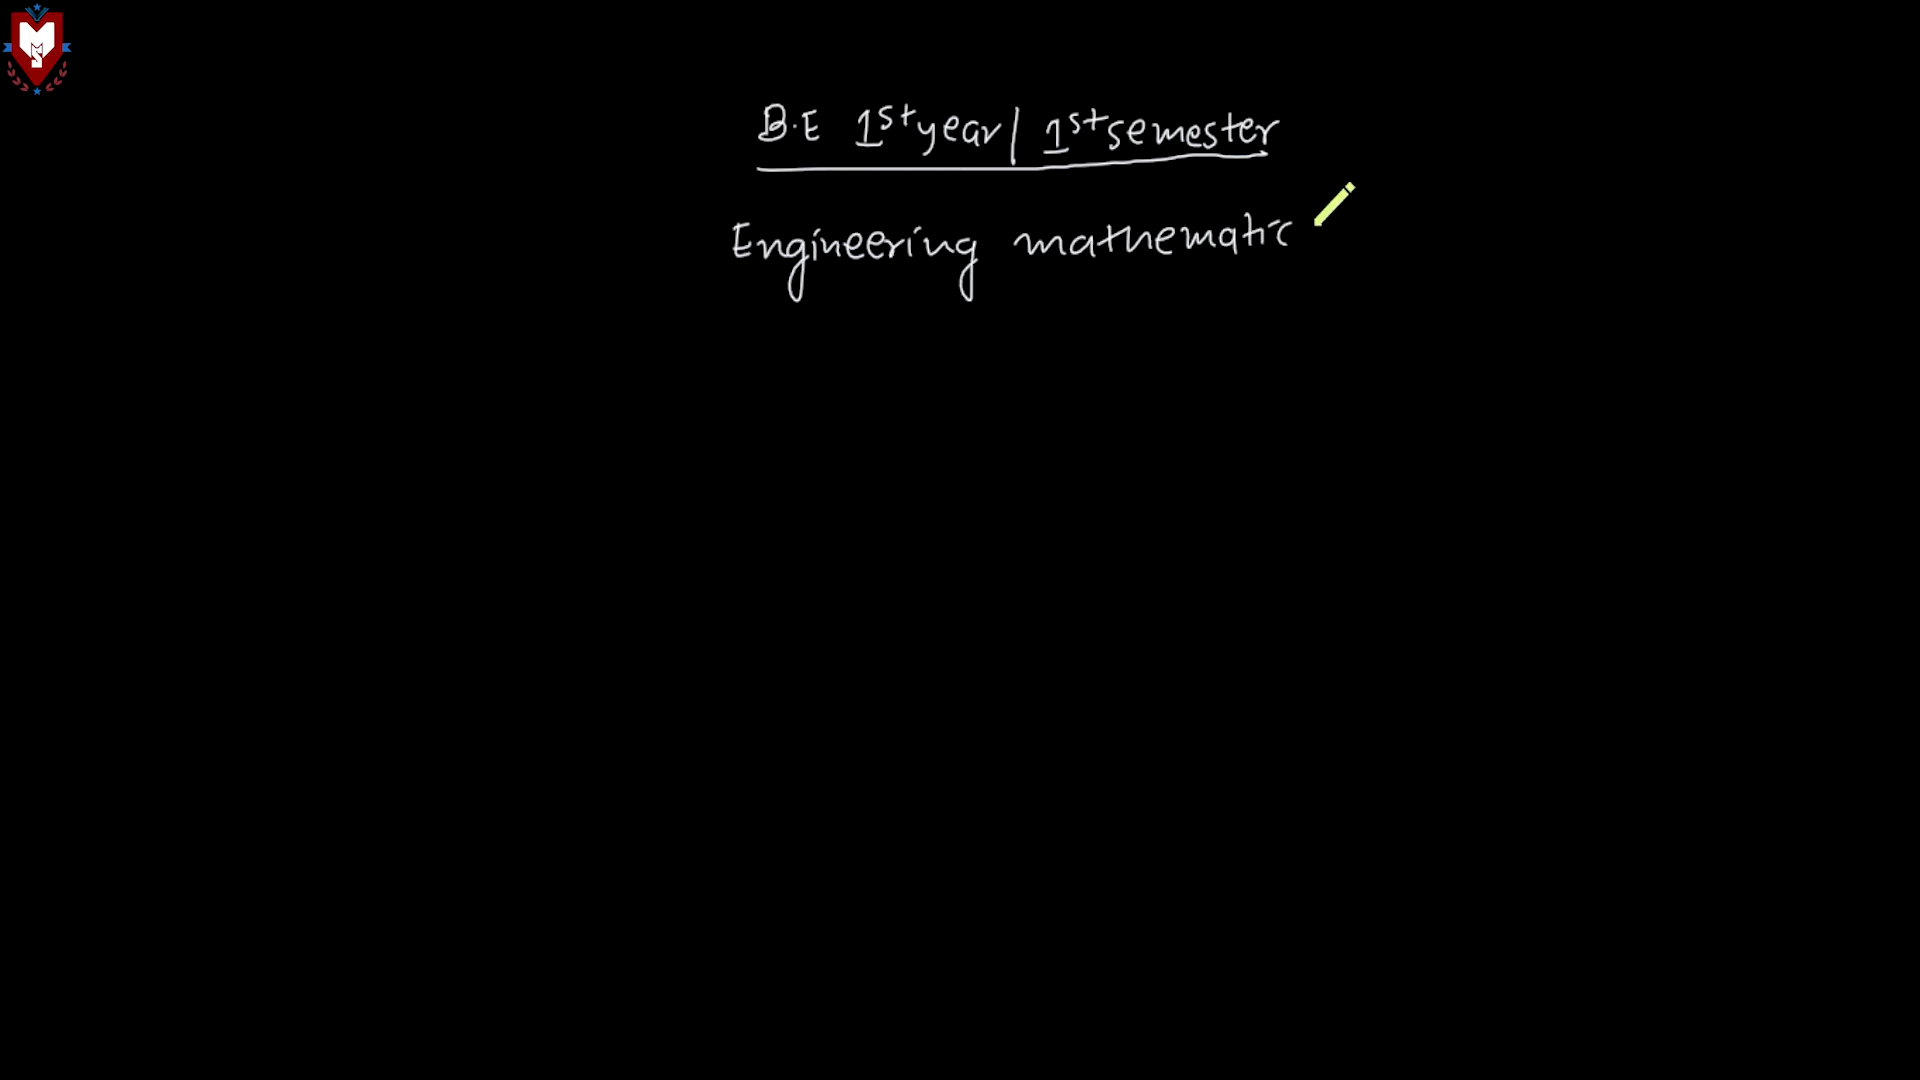 B.E 1st year/ 1st semester
Engineering mathematic